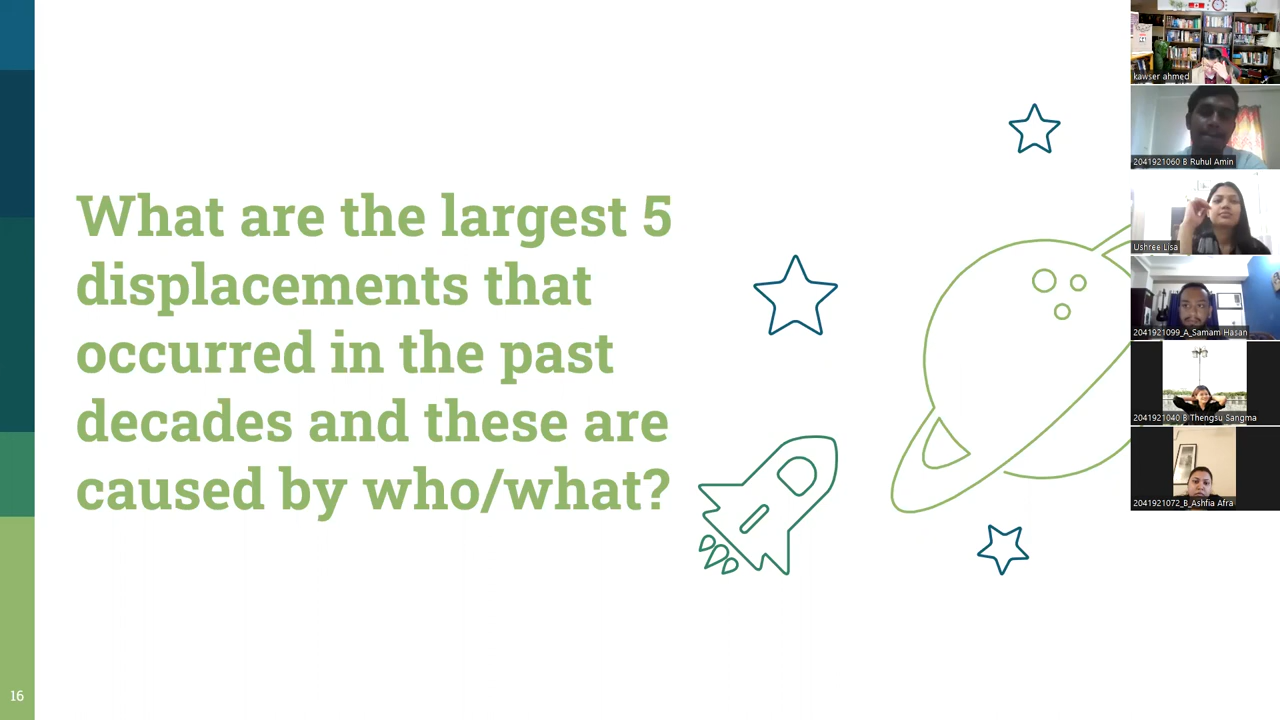 What are the largest 5
displacements that
occurred in the past
decades and these are
caused by who/what?
16
kawser ahmed
2041921060 B Ruhul Amin
Ushree Lisa
2041921099_A_Samam Hasan
2041921040 B Thengsu Sangma
2041921072_B_Ashfia Afra